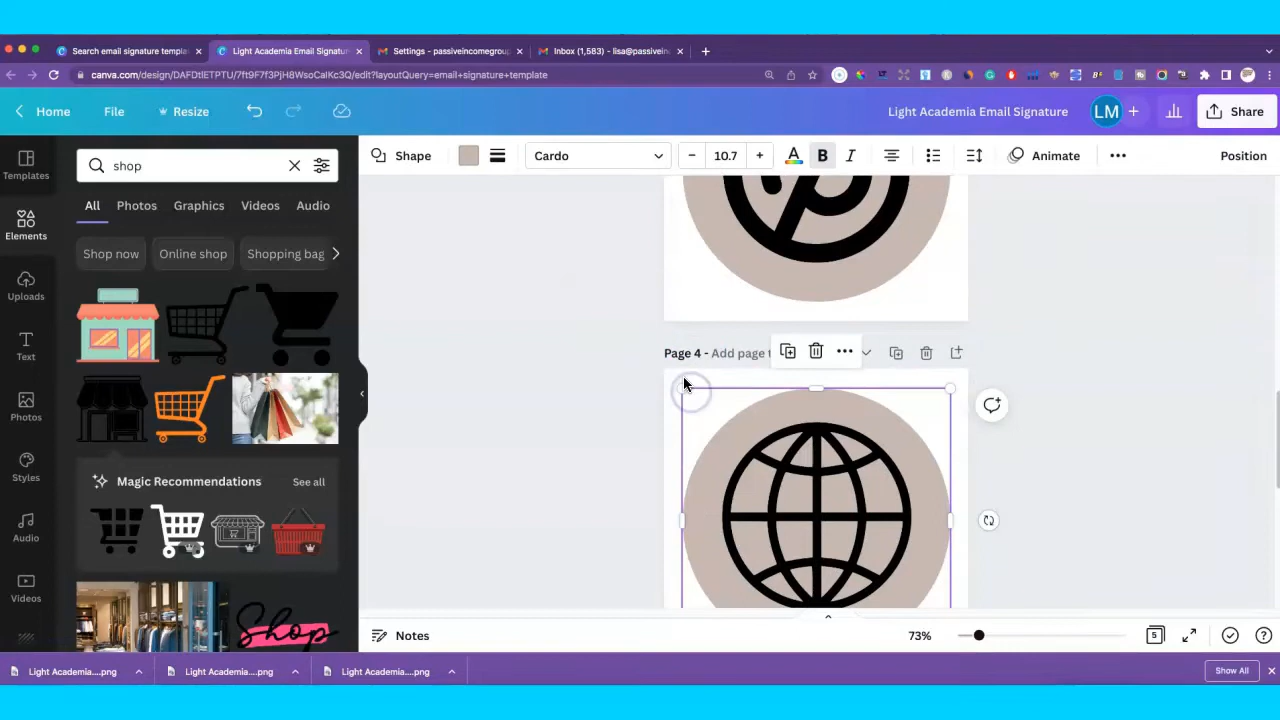 Search email signature templa
Light Academia Email Signature
Settings - passiveincomegroup.
Inbox (1,583) - lisa@passivein
canva.com/design/DAFDtlETPTU/7ft9F7f3PjH8WsoCalKc3Q/edit?layoutQuery=email+signature+template
Home
File
Resize
Light Academia Email Signature
LM
Share
Templates
Elements
Uploads
Text
Photos
Styles
Audio
Videos
shop
All
Photos
Graphics
Videos
Audio
Shop now
Online shop
Shopping bag
Magic Recommendations
See all
Shop
Shape
Cardo
10.7
A
B
I
Animate
Position
Page 4 - Add page t
Notes
73%
5
Light Academia....png
Light Academia....png
Light Academia....png
Show All